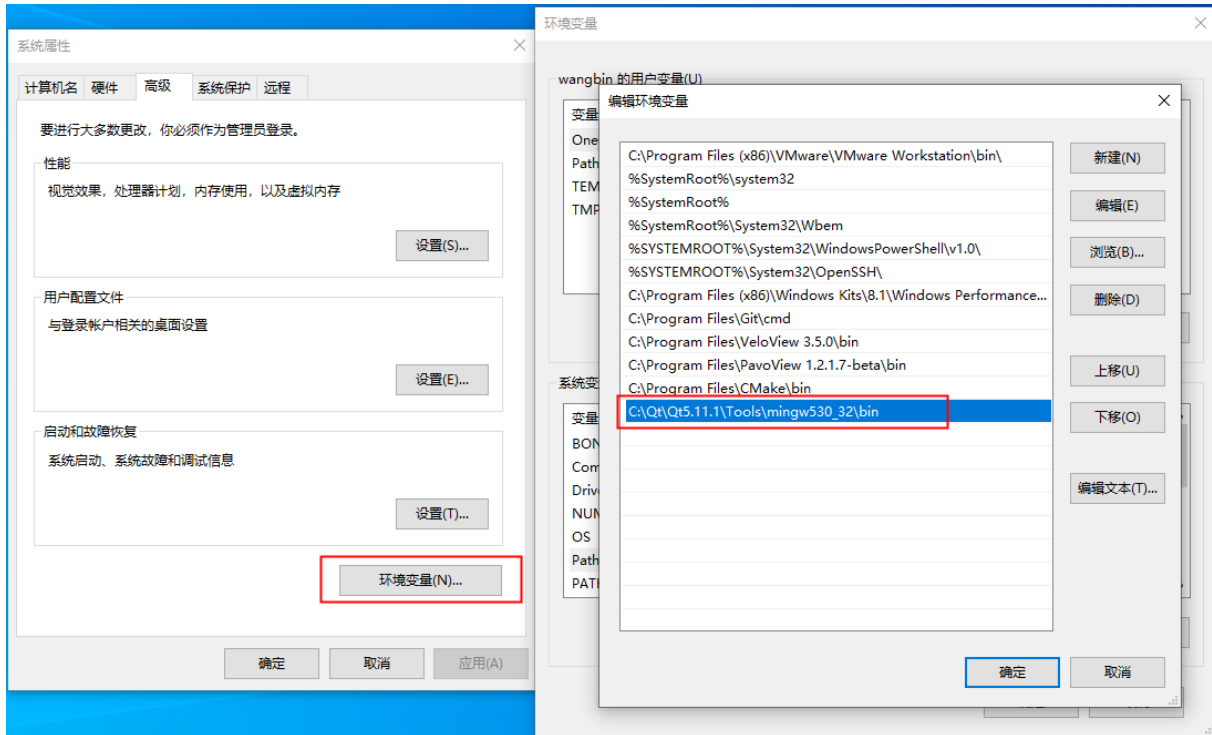 系统属性
计算机名 硬件 高级 系统保护 远程
要进行大多数更改，你必须作为管理员登录。
性能
视觉效果，处理器计划，内存使用，以及虚拟内存
设置(S)...
用户配置文件
与登录帐户相关的桌面设置
设置(E)...
启动和故障恢复
系统启动、系统故障和调试信息
设置(T)...
环境变量(N)...
确定 取消 应用(A)
环境变量
wangbin 的用户变量(U)
变量
One
Path
TEM
TMP
系统变
变量
BON
Com
Driv
NUM
OS
Path
PATH
编辑环境变量
C:\Program Files (x86)\VMware\VMware Workstation\bin\
%SystemRoot%\system32
%SystemRoot%
%SystemRoot%\System32\Wbem
%SYSTEMROOT%\System32\WindowsPowerShell\v1.0\
%SYSTEMROOT%\System32\OpenSSH\
C:\Program Files (x86)\Windows Kits\8.1\Windows Performance...
C:\Program Files\Git\cmd
C:\Program Files\VeloView 3.5.0\bin
C:\Program Files\PavoView 1.2.1.7-beta\bin
C:\Program Files\CMake\bin
C:\Qt\Qt5.11.1\Tools\mingw530_32\bin
新建(N)
编辑(E)
浏览(B)...
删除(D)
上移(U)
下移(O)
编辑文本(T)...
确定 取消